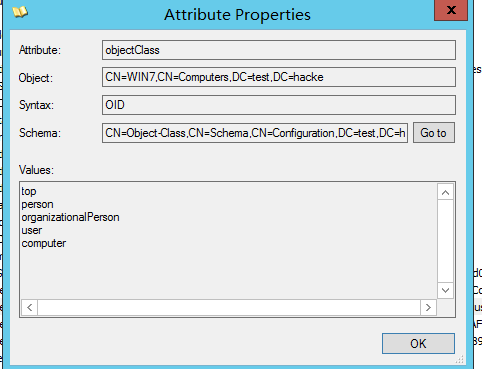 Attribute Properties
x
Attribute: objectClass
Object: CN=WIN7,CN=Computers,DC=test,DC=hacke
Syntax: OID
Schema: CN=Object-Class,CN=Schema,CN=Configuration,DC=test,DC=h Go to
Values:
top
person
organizationalPerson
user
computer
OK